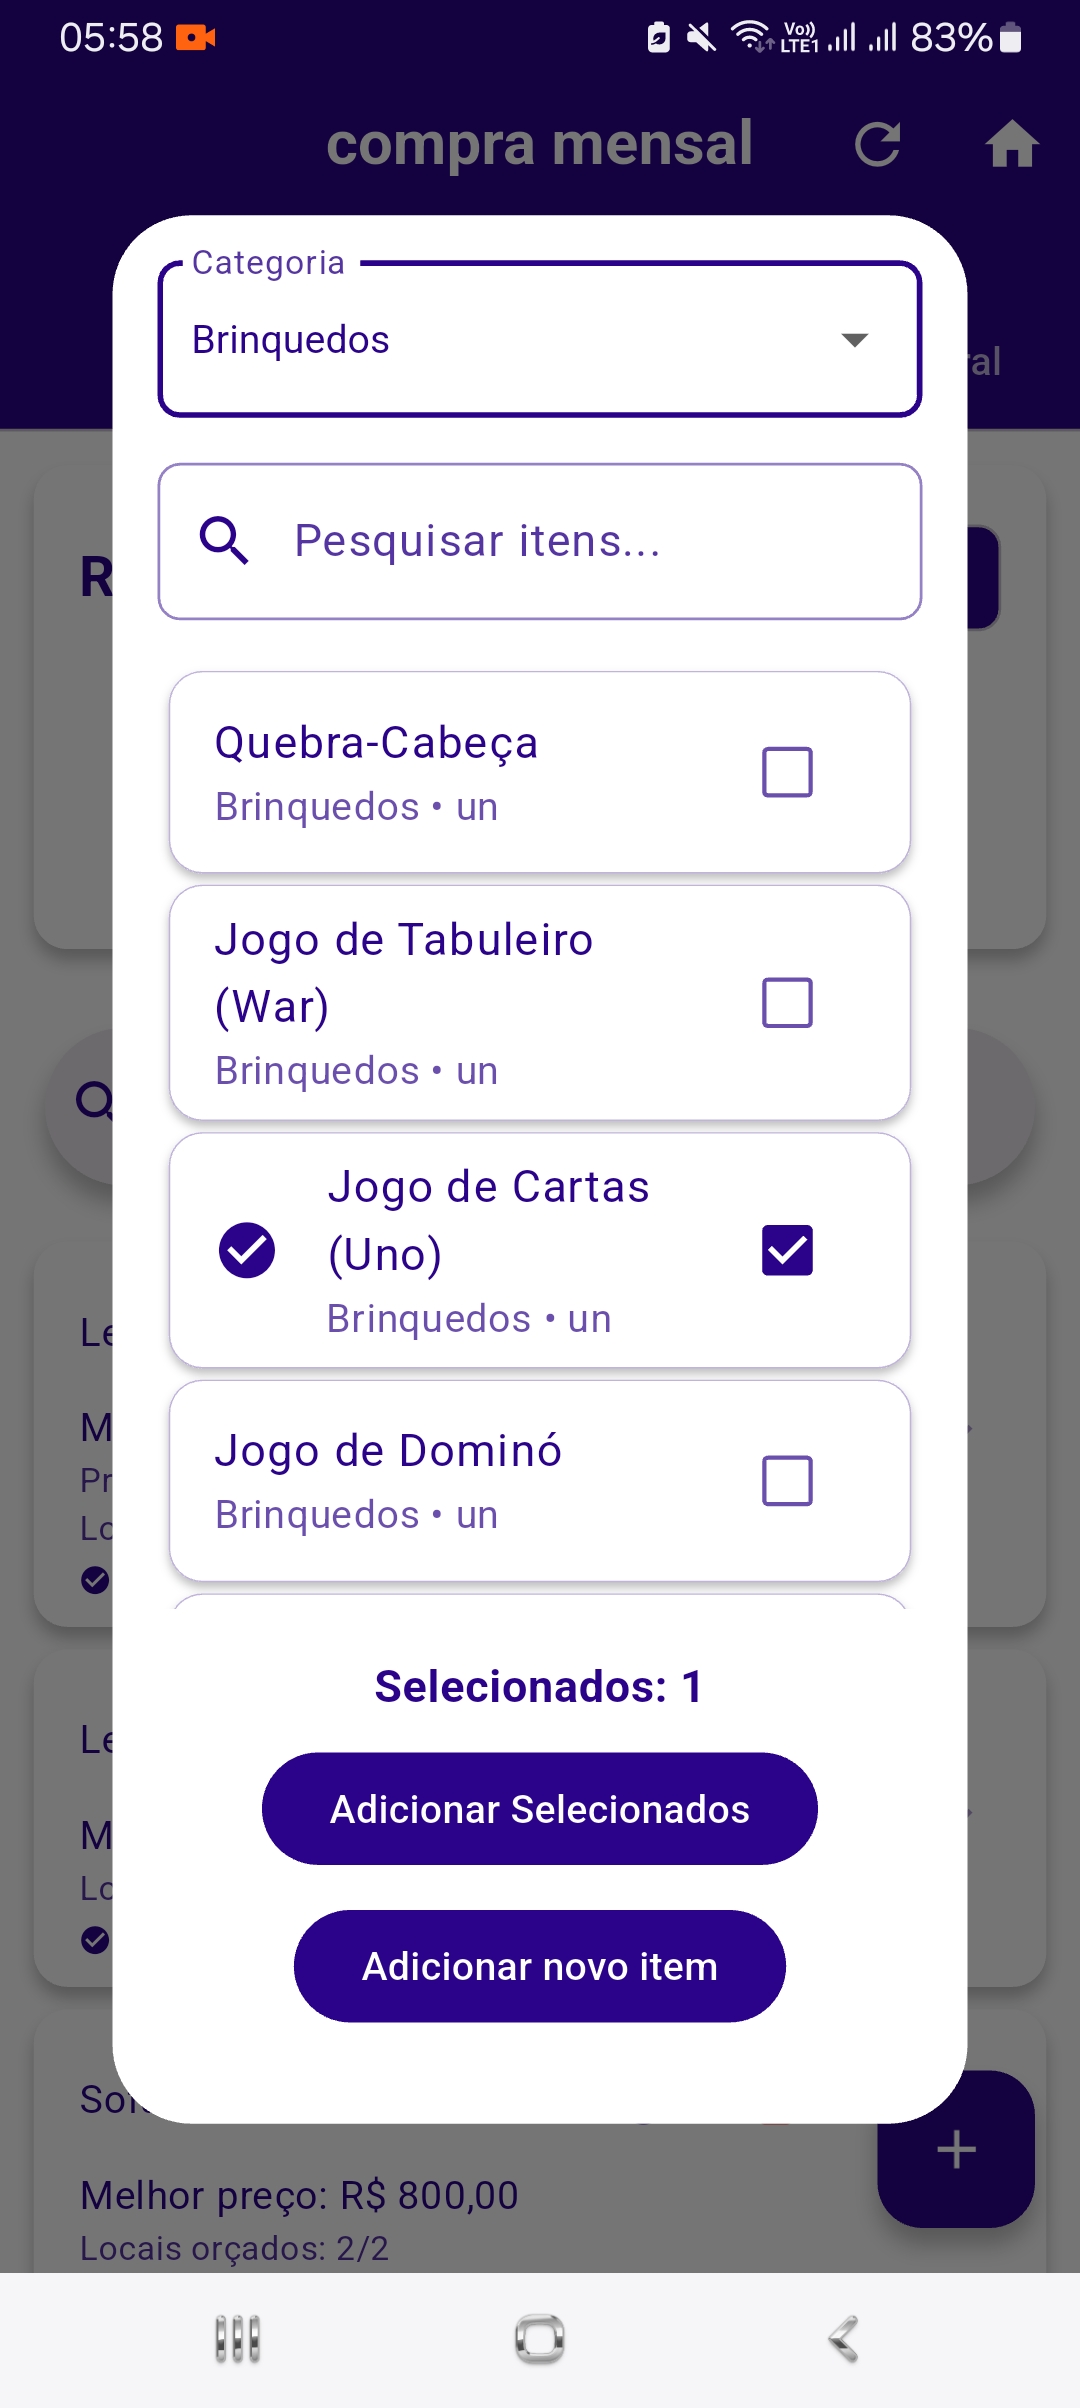 05:58
Vo)) LTE1 83%
compra mensal
Categoria
Brinquedos
Pesquisar itens...
Quebra-Cabeça
Brinquedos • un
Jogo de Tabuleiro
(War)
Brinquedos • un
Jogo de Cartas
(Uno)
Brinquedos • un
Jogo de Dominó
Brinquedos • un
Selecionados: 1
Adicionar Selecionados
Adicionar novo item
Melhor preço: R$ 800,00
Locais orçados: 2/2